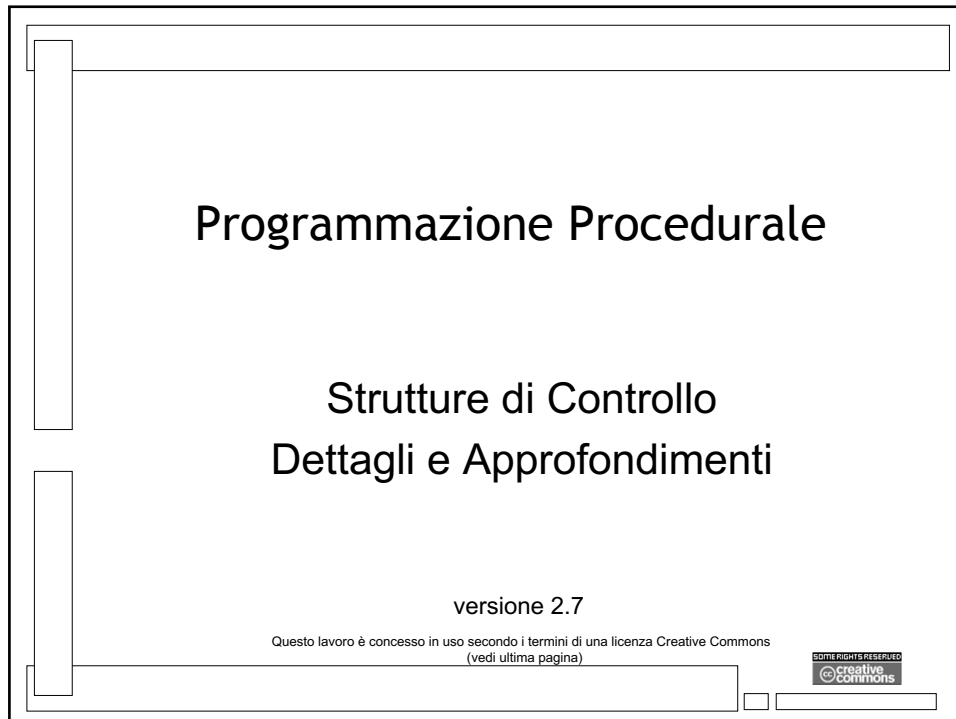 Programmazione Procedurale
Strutture di Controllo
Dettagli e Approfondimenti
versione 2.7
Questo lavoro è concesso in uso secondo i termini di una licenza Creative Commons
(vedi ultima pagina)
SOME RIGHTS RESERVED
cc creative
commons